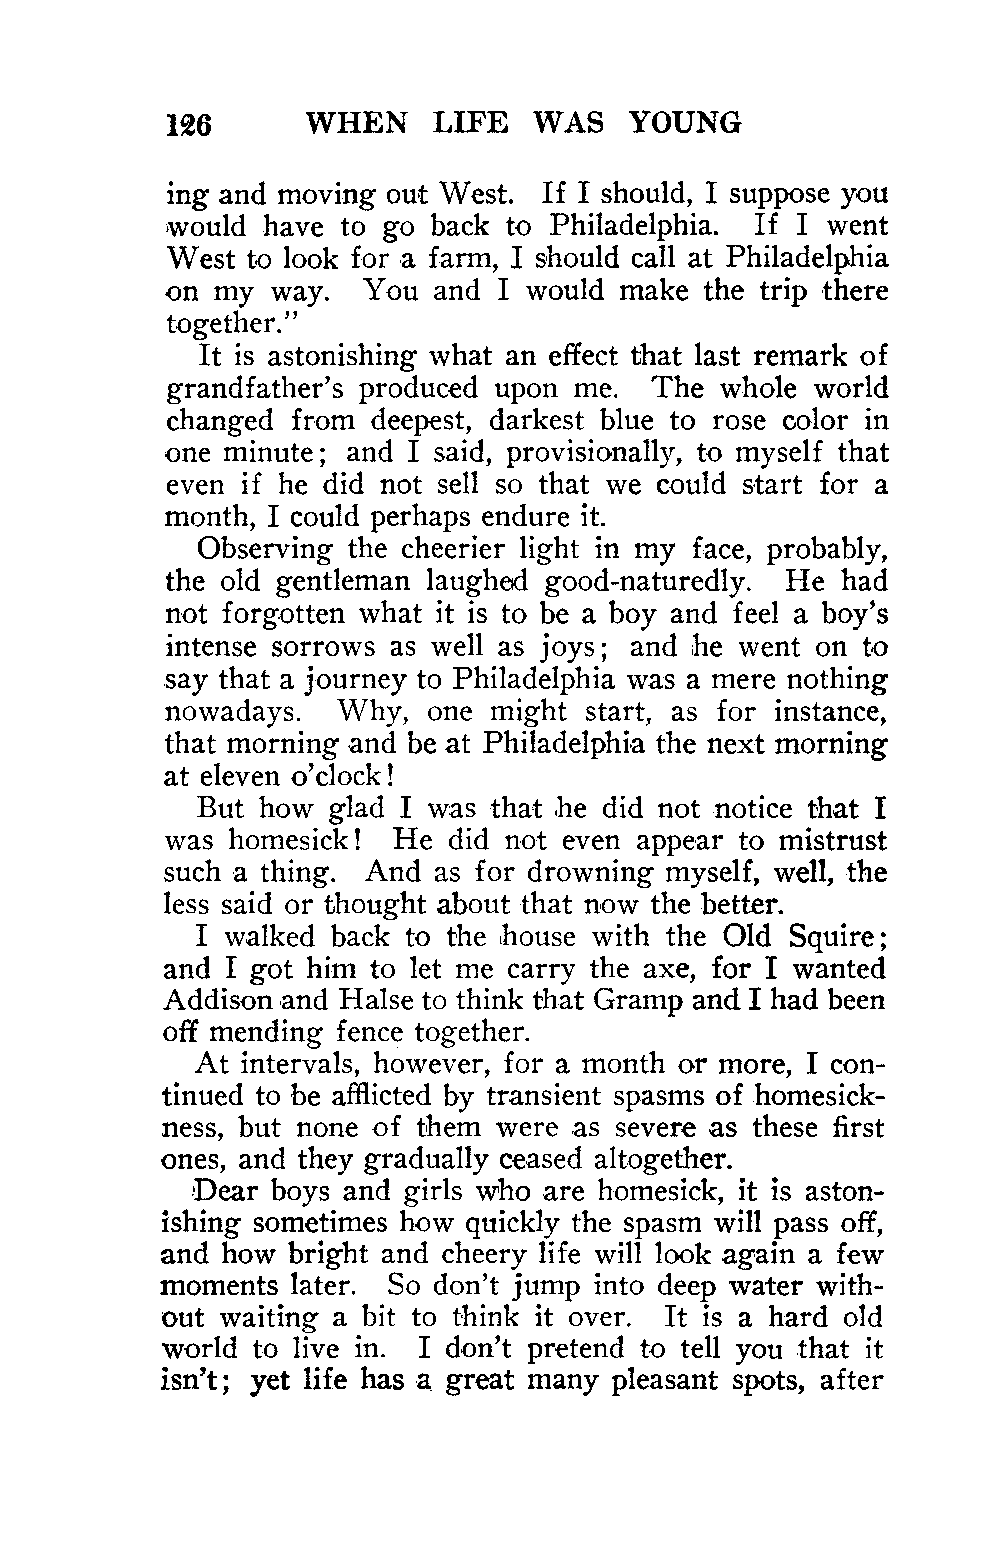 126 WHEN LIFE WAS YOUNG
ing and moving out West. If I should, I suppose you
would have to go back to Philadelphia. If I went
West to look for a farm, I should call at Philadelphia
on my way. You and I would make the trip there
together."
It is astonishing what an effect that last remark of
grandfather's produced upon me. The whole world
changed from deepest, darkest blue to rose color in
one minute; and I said, provisionally, to myself that
even if he did not sell so that we could start for a
month, I could perhaps endure it.
Observing the cheerier light in my face, probably,
the old gentleman laughed good-naturedly. He had
not forgotten what it is to be a boy and feel a boy's
intense sorrows as well as joys; and he went on to
say that a journey to Philadelphia was a mere nothing
nowadays. Why, one might start, as for instance,
that morning and be at Philadelphia the next morning
at eleven o'clock!
But how glad I was that he did not notice that I
was homesick! He did not even appear to mistrust
such a thing. And as for drowning myself, well, the
less said or thought about that now the better.
I walked back to the house with the Old Squire;
and I got him to let me carry the axe, for I wanted
Addison and Halse to think that Gramp and I had been
off mending fence together.
At intervals, however, for a month or more, I con-
tinued to be afflicted by transient spasms of homesick-
ness, but none of them were as severe as these first
ones, and they gradually ceased altogether.
Dear boys and girls who are homesick, it is aston-
ishing sometimes how quickly the spasm will pass off,
and how bright and cheery life will look again a few
moments later. So don't jump into deep water with-
out waiting a bit to think it over. It is a hard old
world to live in. I don't pretend to tell you that it
isn't; yet life has a great many pleasant spots, after